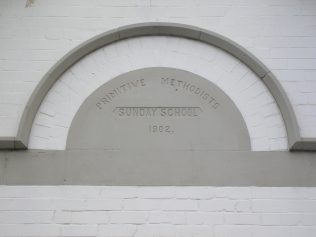 PRIMITIVE METHODISTS
SUNDAY SCHOOL
1902.